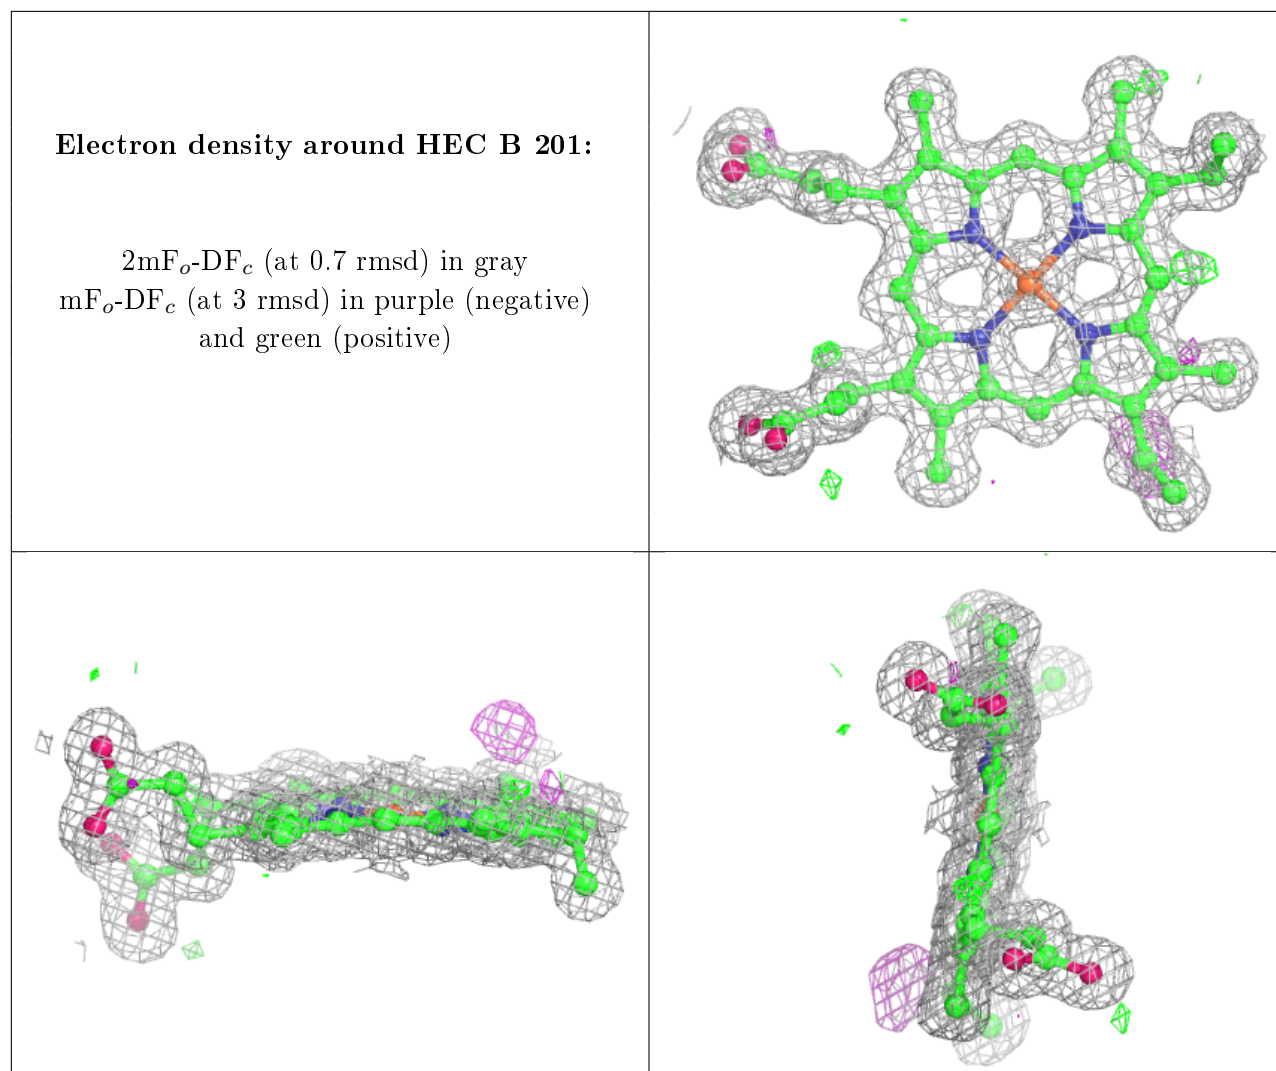 Electron density around HEC B 201:
2mFo-DFc (at 0.7 rmsd) in gray
mFo-DFc (at 3 rmsd) in purple (negative)
and green (positive)